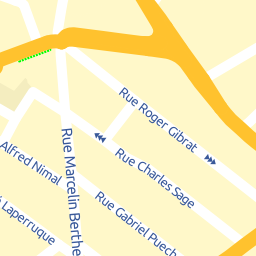 Rue Roger Gibrat
Rue Charles Sage
Rue Marcelin Berthe
Alfred Nimal
Rue Gabriel Puech
Laperruque